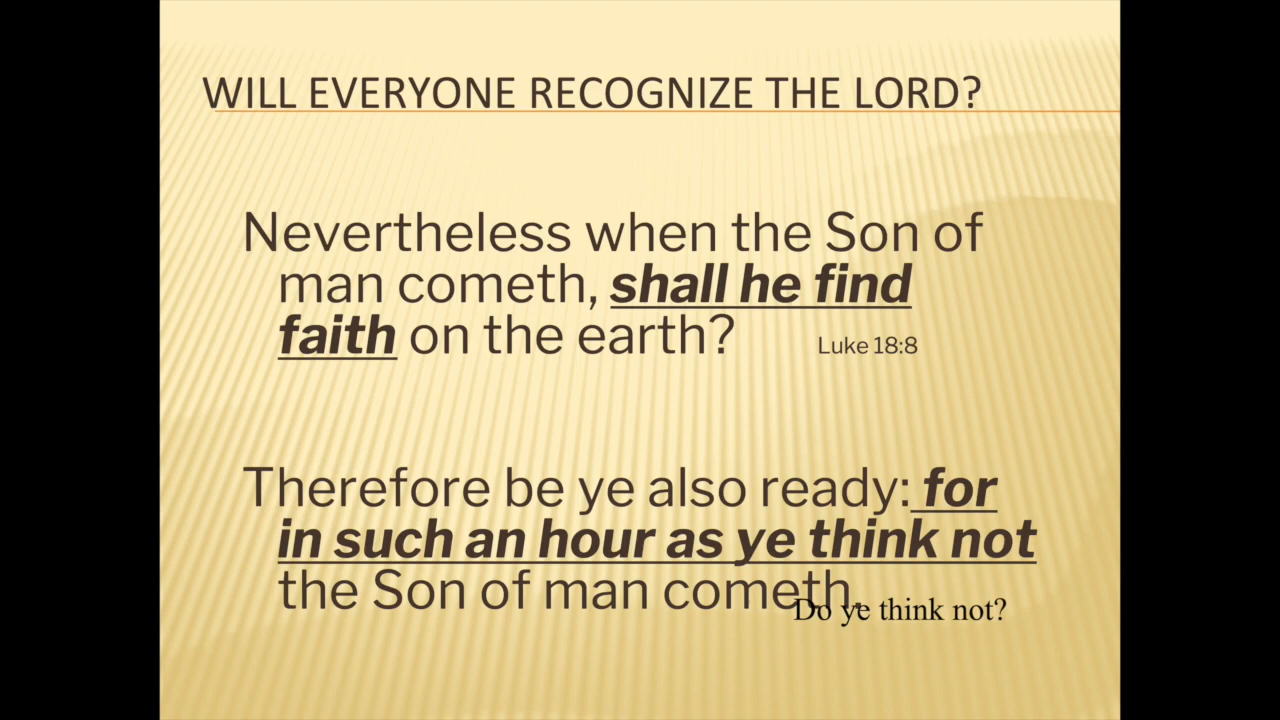 WILL EVERYONE RECOGNIZE THE LORD?
Nevertheless when the Son of
man cometh, shall he find
faith on the earth? Luke 18:8
Therefore be ye also ready: for
in such an hour as ye think not
the Son of man cometh.
Do ye think not?